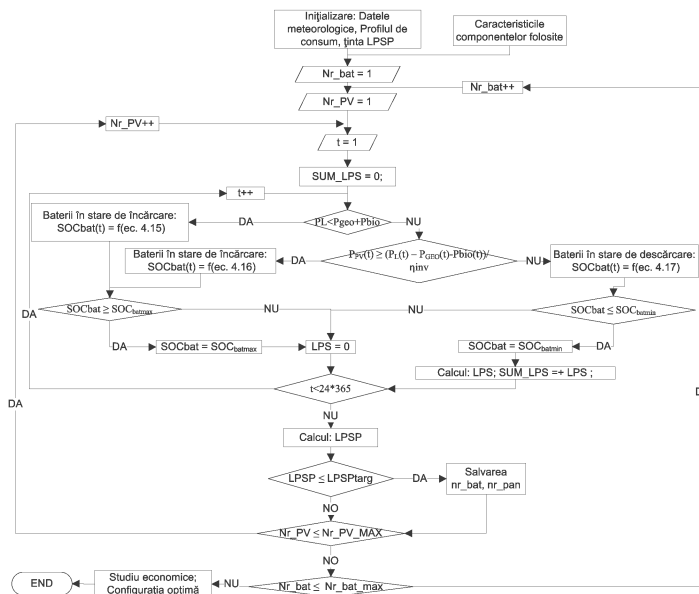 Iniţializare: Datele
meteorologice, Profilul de
consum, ţinta LPSP
Caracteristicile
componentelor folosite
Nr_bat = 1
Nr_bat++
Nr_PV = 1
Nr_PV++
t = 1
SUM_LPS = 0;
t++
Baterii în stare de încărcare:
SOCbat(t) = f(ec. 4.15)
DA
PL<Pgeo+Pbio
NU
Baterii în stare de încărcare:
SOCbat(t) = f(ec. 4.16)
DA
PPV(t) ≥ (PL(t) – PGEO(t)-Pbio(t))/
ηinv
NU
Baterii în stare de descărcare:
SOCbat(t) = f(ec. 4.17)
DA
SOCbat ≥ SOCbatmax
NU
NU
SOCbat ≤ SOCbatmin
DA
SOCbat = SOCbatmax
LPS = 0
SOCbat = SOCbatmin
DA
Calcul: LPS; SUM_LPS =+ LPS ;
t<24*365
DA
NU
Calcul: LPSP
LPSP ≤ LPSPtarg
DA
Salvarea
nr_bat, nr_pan
NO
Nr_PV ≤ Nr_PV_MAX
NO
END
Studiu economice;
Configuraţia optimă
NU
Nr_bat ≤ Nr_bat_max